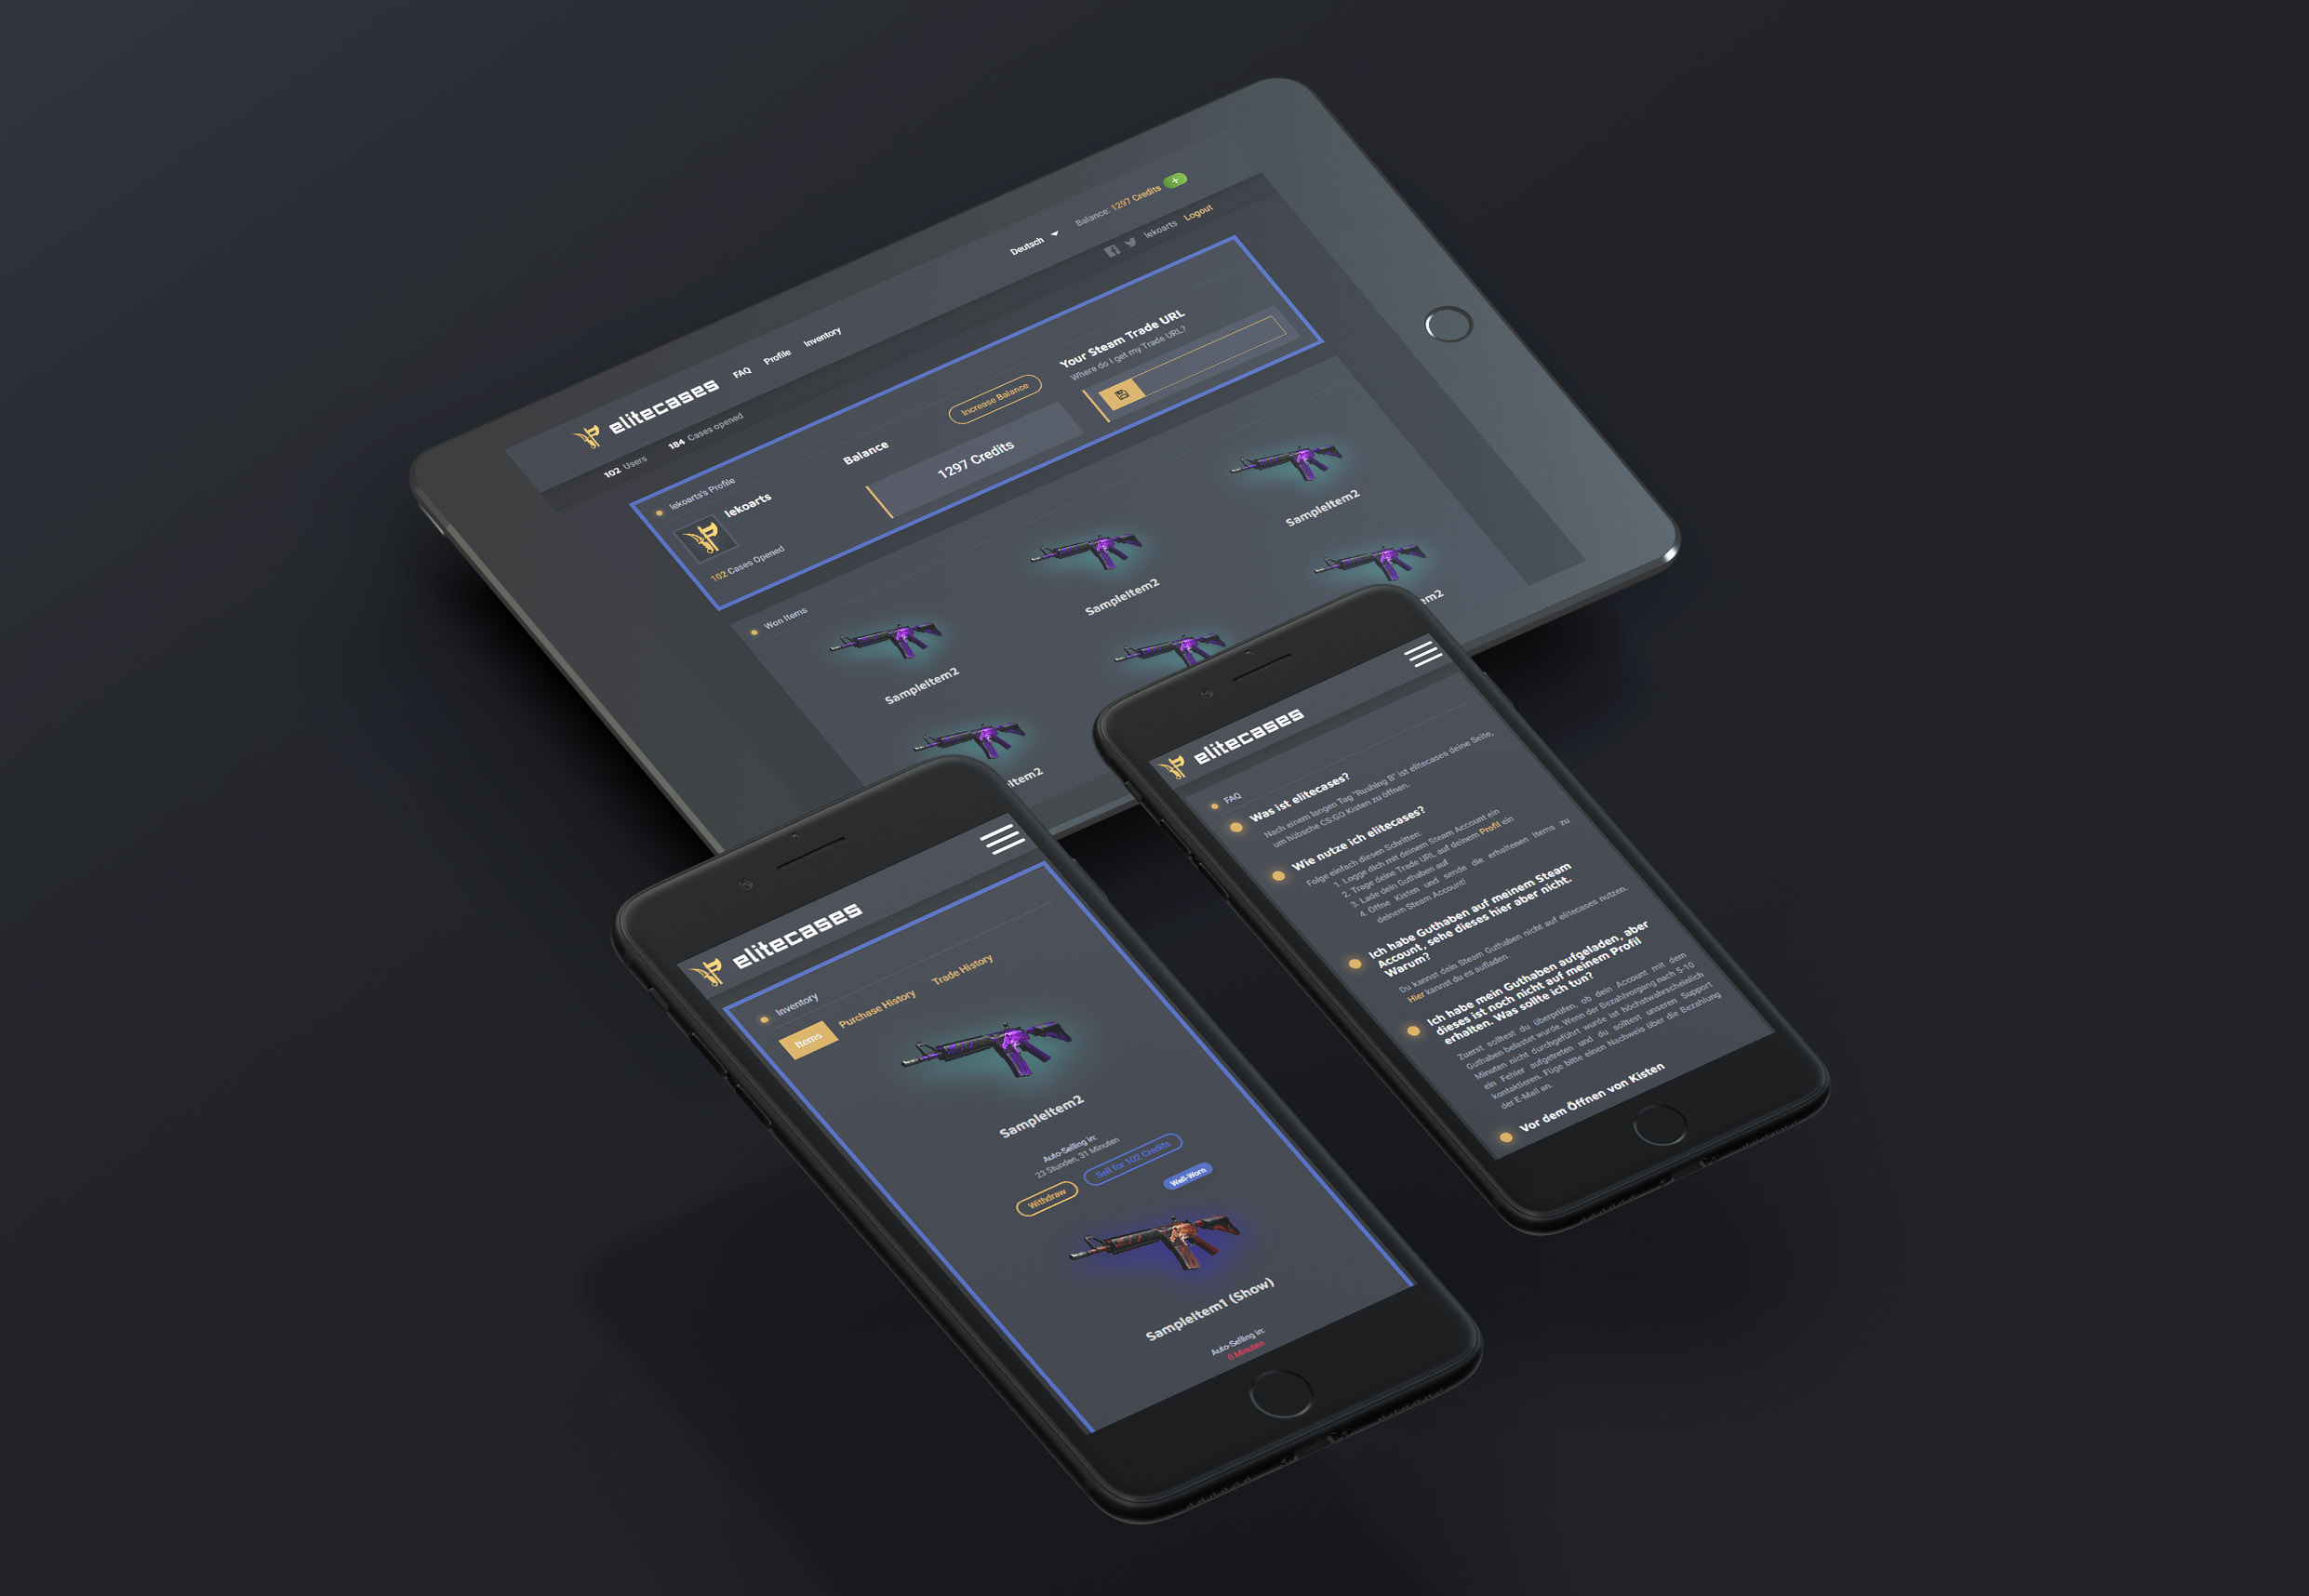 elitecases
FAQ Profile Inventory
Deutsch
Balance: 1297 Credits +
102 Users 184 Cases opened
lekoarts Logout
lekoarts's Profile
lekoarts
102 Cases Opened
Balance
Increase Balance
1297 Credits
Your Steam Trade URL
Where do I get my Trade URL?
Won Items
SampleItem2
SampleItem2
SampleItem2
elitecases
Inventory
Items Purchase History Trade History
SampleItem2
Auto-Selling in:
23 Stunden, 31 Minuten
Withdraw Sell for 102 Credits
Well-Worn
SampleItem1 (Show)
Auto-Selling in:
0 Minuten
elitecases
FAQ
Was ist elitecases?
Nach einem langen Tag "Rushing B" ist elitecases deine Seite,
um hübsche CS:GO Kisten zu öffnen.
Wie nutze ich elitecases?
Folge einfach diesen Schritten:
1. Logge dich mit deinem Steam Account ein
2. Trage deine Trade URL auf deinem Profil ein
3. Lade dein Guthaben auf
4. Öffne Kisten und sende die erhaltenen Items zu
deinem Steam Account!
Ich habe Guthaben auf meinem Steam
Account, sehe dieses hier aber nicht.
Warum?
Du kannst dein Steam Guthaben nicht auf elitecases nutzen.
Hier kannst du es aufladen.
Ich habe mein Guthaben aufgeladen, aber
dieses ist noch nicht auf meinem Profil
erhalten. Was sollte ich tun?
Zuerst solltest du überprüfen, ob dein Account mit dem
Guthaben belastet wurde. Wenn der Bezahlvorgang nach 5-10
Minuten nicht durchgeführt wurde ist höchstwahrscheinlich
ein Fehler aufgetreten und du solltest unseren Support
kontaktieren. Füge bitte einen Nachweis über die Bezahlung
der E-Mail an.
Vor dem Öffnen von Kisten